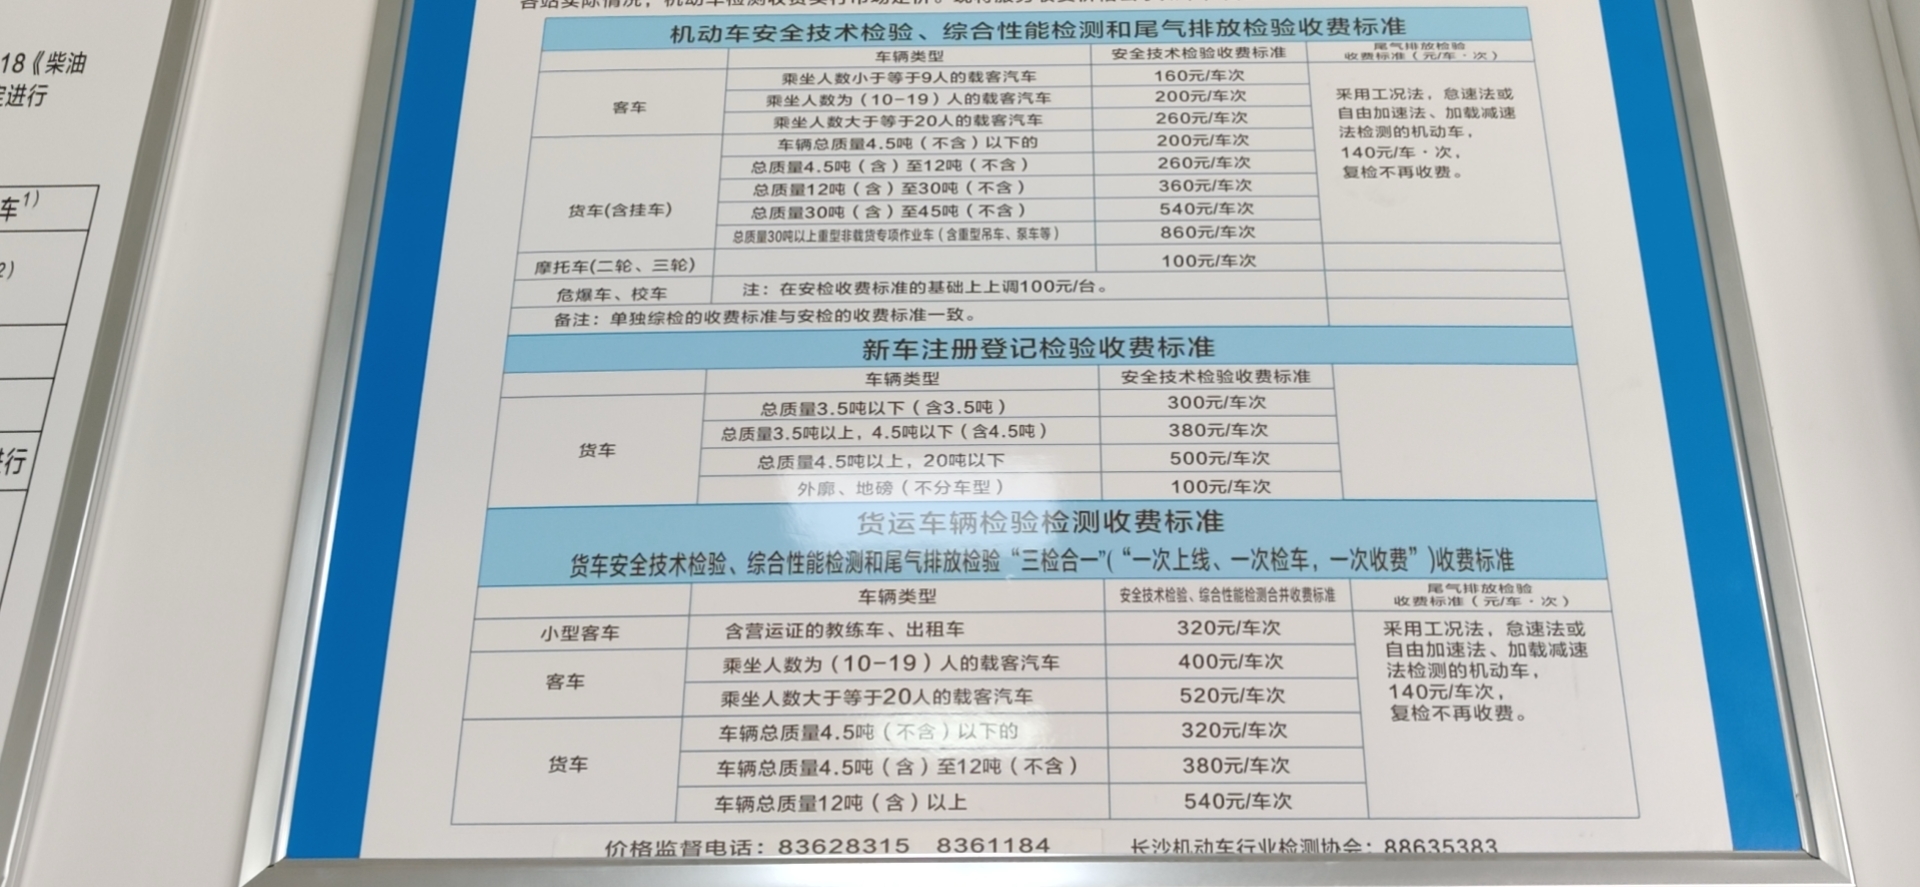 18《柴油
进行
车1)
2)
进行
机动车安全技术检验、综合性能检测和尾气排放检验收费标准
车辆类型 安全技术检验收费标准 尾气排放检验
收费标准（元/车·次）
客车
乘坐人数小于等于9人的载客汽车 160元/车次
乘坐人数为（10-19）人的载客汽车 200元/车次
乘坐人数大于等于20人的载客汽车 260元/车次
采用工况法，怠速法或
自由加速法、加载减速
法检测的机动车，
140元/车·次，
复检不再收费。
货车(含挂车)
车辆总质量4.5吨（不含）以下的 200元/车次
总质量4.5吨（含）至12吨（不含） 260元/车次
总质量12吨（含）至30吨（不含） 360元/车次
总质量30吨（含）至45吨（不含） 540元/车次
总质量30吨以上重型非载货专项作业车（含重型吊车、泵车等） 860元/车次
摩托车(二轮、三轮) 100元/车次
危爆车、校车 注：在安检收费标准的基础上上调100元/台。
备注：单独综检的收费标准与安检的收费标准一致。
新车注册登记检验收费标准
车辆类型 安全技术检验收费标准
货车
总质量3.5吨以下（含3.5吨） 300元/车次
总质量3.5吨以上，4.5吨以下（含4.5吨） 380元/车次
总质量4.5吨以上，20吨以下 500元/车次
外廓、地磅（不分车型） 100元/车次
货运车辆检验检测收费标准
货车安全技术检验、综合性能检测和尾气排放检验“三检合一”(“一次上线、一次检车，一次收费”)收费标准
车辆类型 安全技术检验、综合性能检测合并收费标准 尾气排放检验
收费标准（元/车·次）
小型客车 含营运证的教练车、出租车 320元/车次
客车
乘坐人数为（10-19）人的载客汽车 400元/车次
乘坐人数大于等于20人的载客汽车 520元/车次
采用工况法，怠速法或
自由加速法、加载减速
法检测的机动车，
140元/车次，
复检不再收费。
货车
车辆总质量4.5吨（不含）以下的 320元/车次
车辆总质量4.5吨（含）至12吨（不含） 380元/车次
车辆总质量12吨（含）以上 540元/车次
价格监督电话：83628315 8361184 长沙机动车行业检测协会：88635383